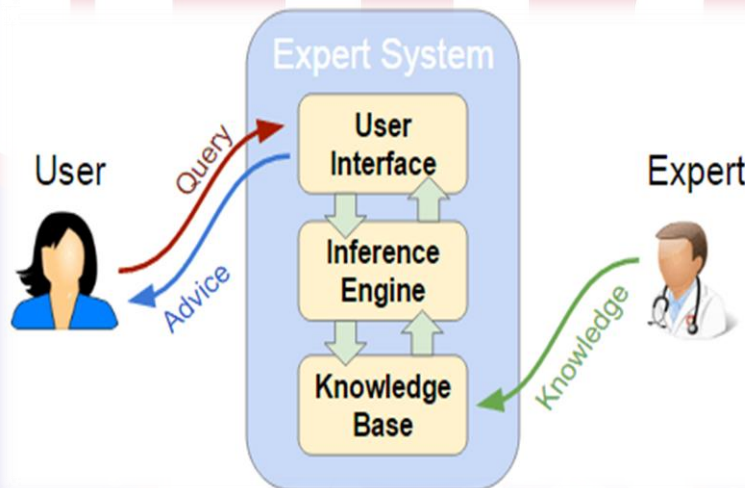 Expert System
User
Interface
Query
User
Expert
Advice
Inference
Engine
Knowledge
Knowledge
Base